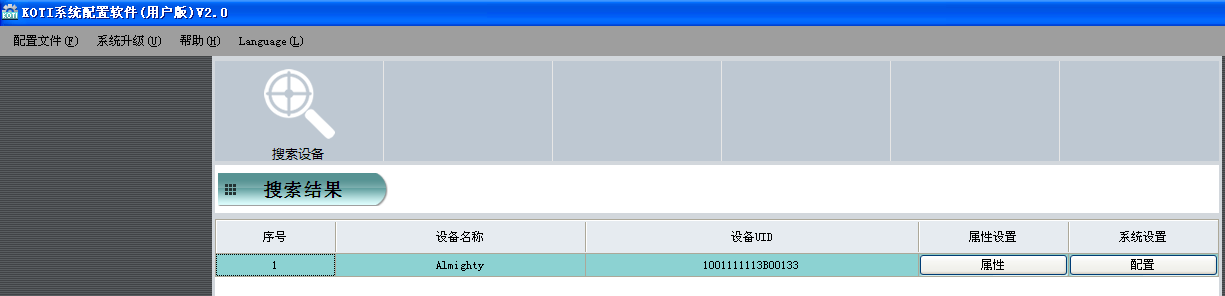 KOTI系统配置软件(用户版)V2.0
配置文件(F) 系统升级(U) 帮助(H) Language(L)
搜索设备
搜索结果
序号 设备名称 设备UID 属性设置 系统设置
1 Almighty 1001111113B00133 属性 配置